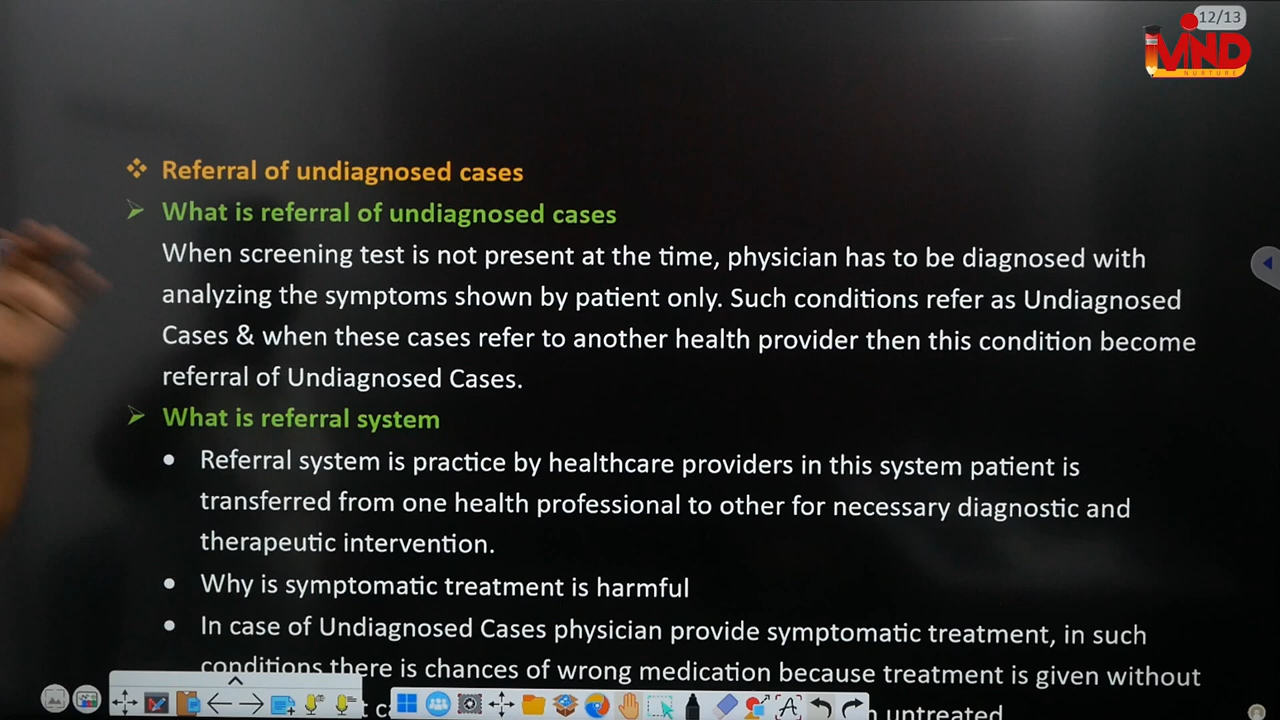 12/13
MIND
NURTURE
Referral of undiagnosed cases
What is referral of undiagnosed cases
When screening test is not present at the time, physician has to be diagnosed with
analyzing the symptoms shown by patient only. Such conditions refer as Undiagnosed
Cases & when these cases refer to another health provider then this condition become
referral of Undiagnosed Cases.
What is referral system
Referral system is practice by healthcare providers in this system patient is
transferred from one health professional to other for necessary diagnostic and
therapeutic intervention.
Why is symptomatic treatment is harmful
In case of Undiagnosed Cases physician provide symptomatic treatment, in such
conditions there is chances of wrong medication because treatment is given without
untreated